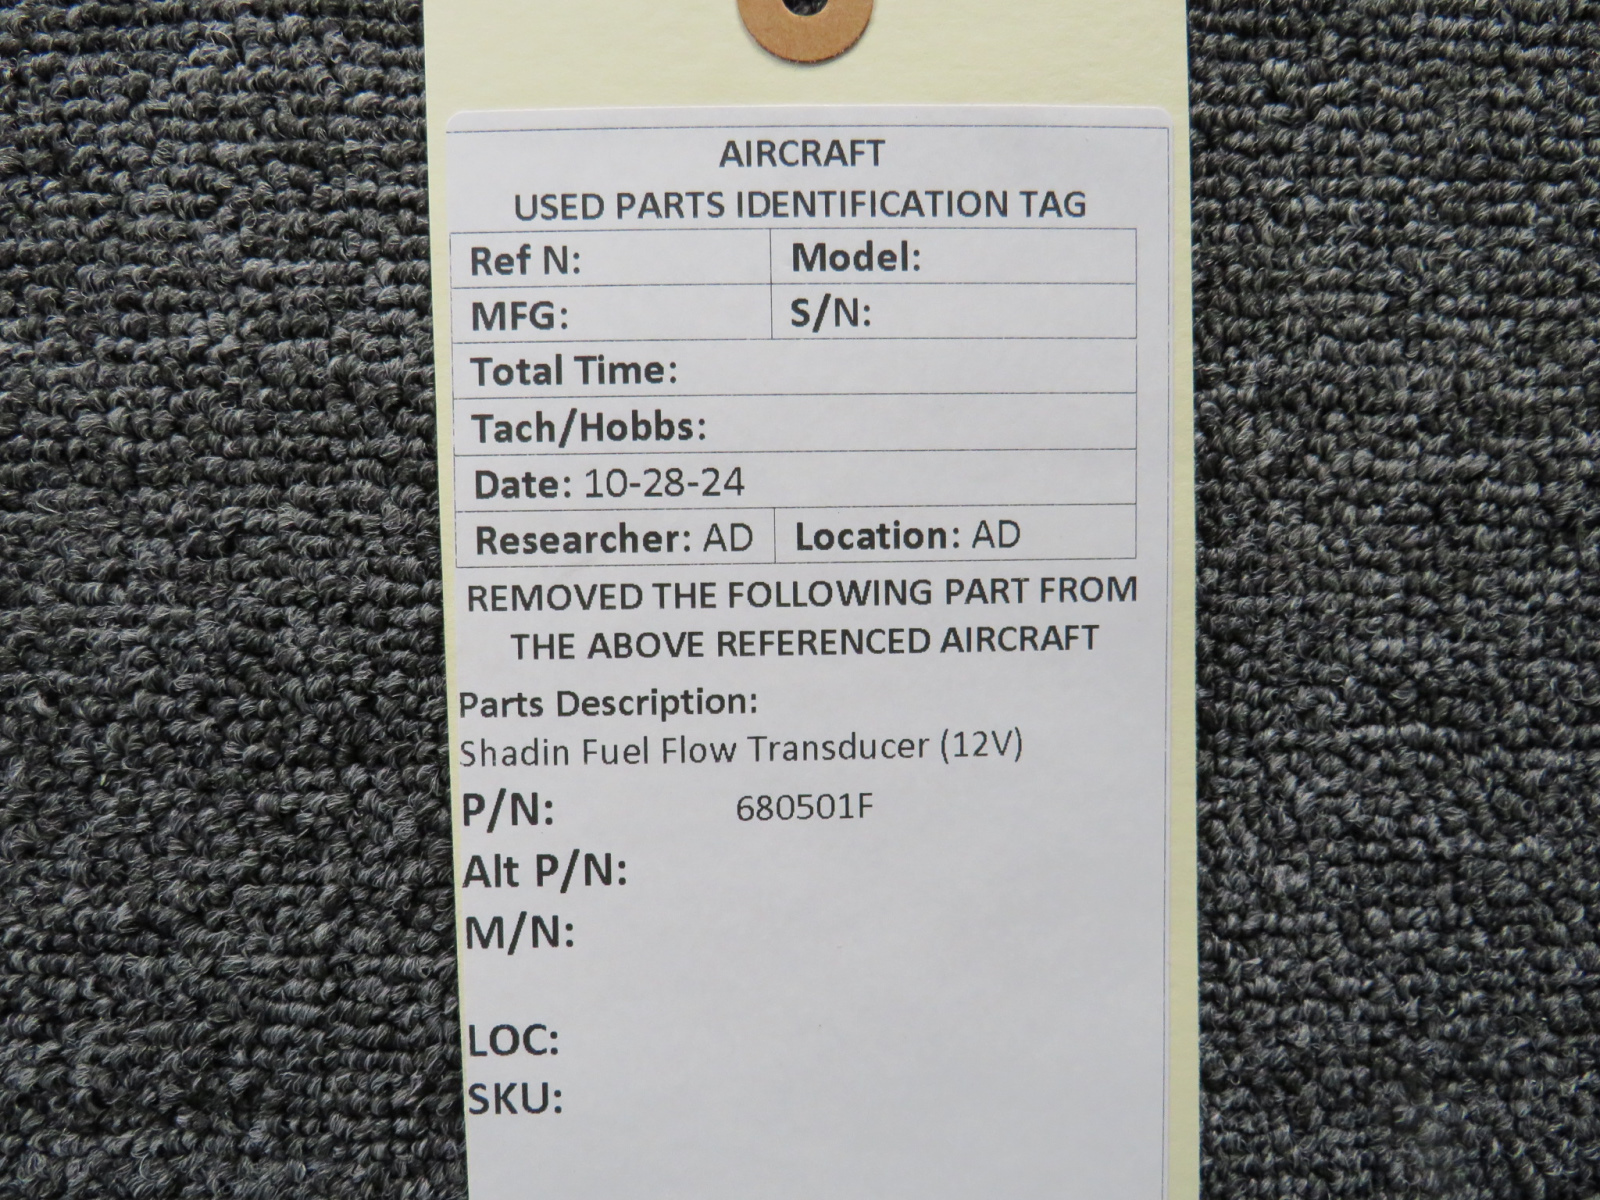 AIRCRAFT
USED PARTS IDENTIFICATION TAG
Ref N: Model:
MFG: S/N:
Total Time:
Tach/Hobbs:
Date: 10-28-24
Researcher: AD Location: AD
REMOVED THE FOLLOWING PART FROM
THE ABOVE REFERENCED AIRCRAFT
Parts Description:
Shadin Fuel Flow Transducer (12V)
P/N: 680501F
Alt P/N:
M/N:
LOC:
SKU: